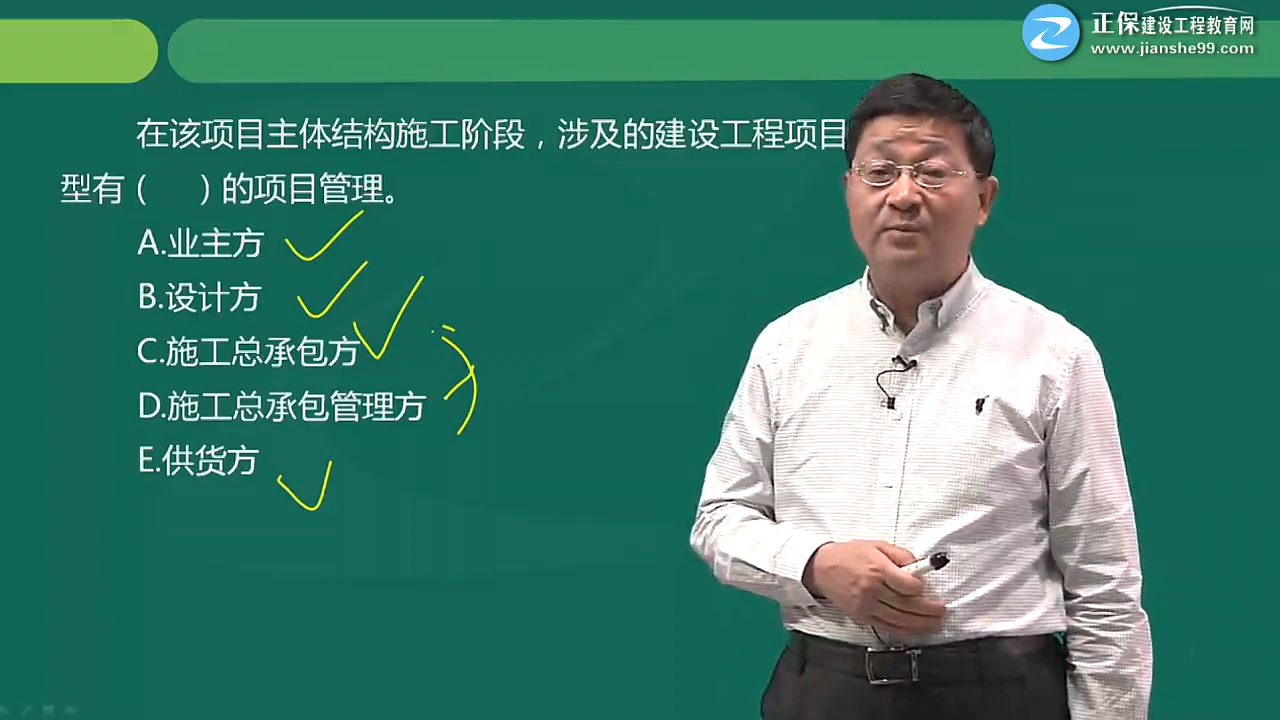 正保建设工程教育网
www.jianshe99.com
在该项目主体结构施工阶段，涉及的建设工程项目
型有（ ）的项目管理。
A.业主方
B.设计方
C.施工总承包方
D.施工总承包管理方
E.供货方